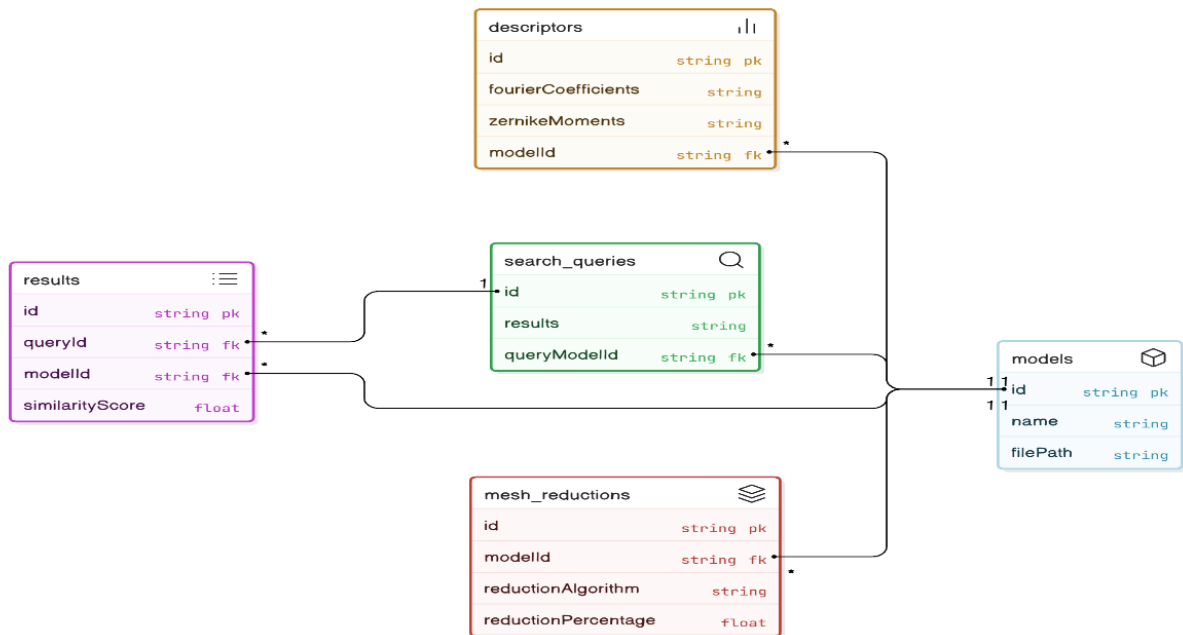 descriptors
id string pk
fourierCoefficients string
zernikeMoments string
modelId string fk
*
search_queries
1
id string pk
results string
queryModelId string fk
*
results
id string pk
queryId string fk
*
modelId string fk
*
similarityScore float
models
1 1
id string pk
1 1
name string
filePath string
mesh_reductions
id string pk
modelId string fk
*
reductionAlgorithm string
reductionPercentage float